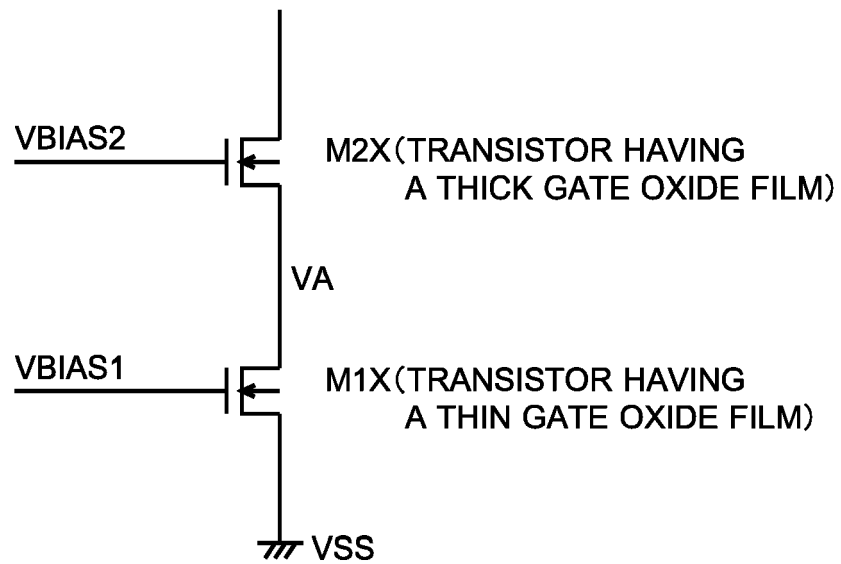 VBIAS2
M2X(TRANSISTOR HAVING
A THICK GATE OXIDE FILM)
VA
VBIAS1
M1X(TRANSISTOR HAVING
A THIN GATE OXIDE FILM)
VSS